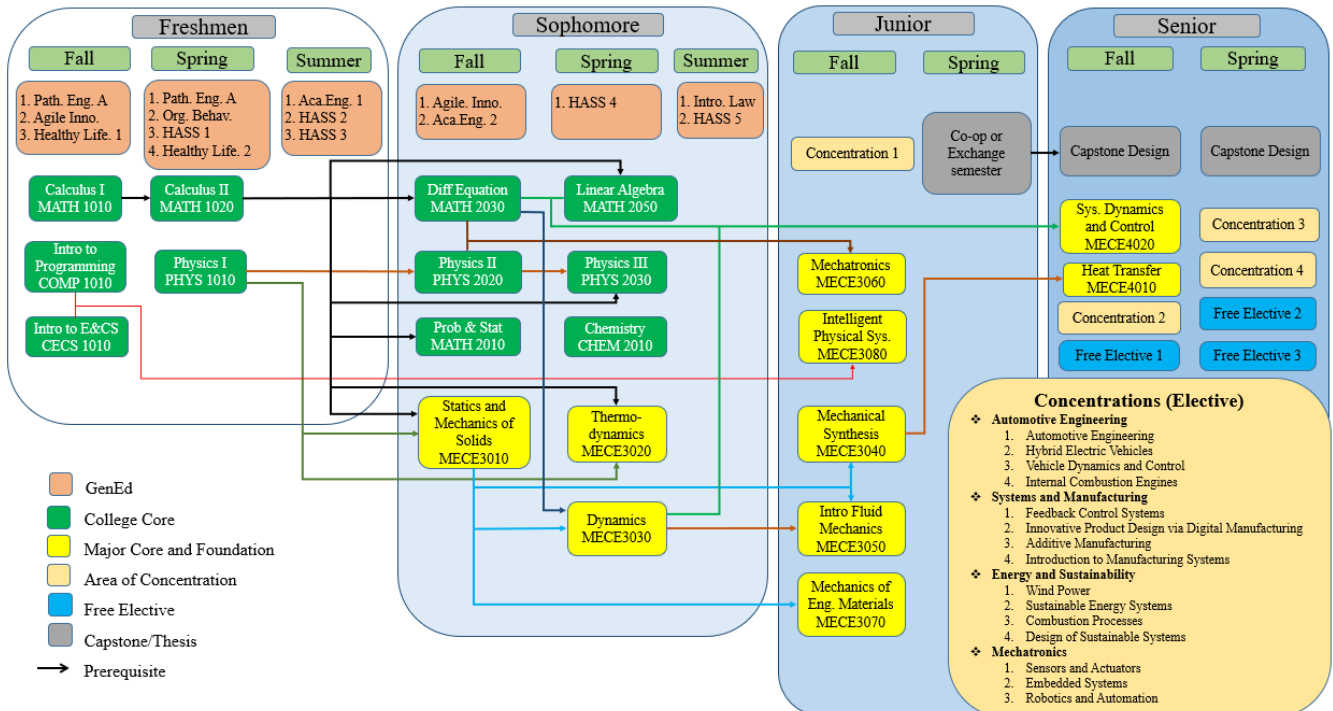 Freshmen
Sophomore
Junior
Senior
Fall
Spring
Summer
Fall
Spring
Summer
Fall
Spring
Fall
Spring
1. Path. Eng. A
2. Agile Inno.
3. Healthy Life. 1
1. Path. Eng. A
2. Org. Behav.
3. HASS 1
4. Healthy Life. 2
1. Aca.Eng. 1
2. HASS 2
3. HASS 3
1. Agile. Inno.
2. Aca.Eng. 2
1. HASS 4
1. Intro. Law
2. HASS 5
Concentration 1
Co-op or
Exchange
semester
Capstone Design
Capstone Design
Calculus I
MATH 1010
Calculus II
MATH 1020
Diff Equation
MATH 2030
Linear Algebra
MATH 2050
Sys. Dynamics
and Control
MECE4020
Concentration 3
Intro to
Programming
COMP 1010
Physics I
PHYS 1010
Physics II
PHYS 2020
Physics III
PHYS 2030
Mechatronics
MECE3060
Heat Transfer
MECE4010
Concentration 4
Intro to E&CS
CECS 1010
Prob & Stat
MATH 2010
Chemistry
CHEM 2010
Intelligent
Physical Sys.
MECE3080
Concentration 2
Free Elective 2
Free Elective 1
Free Elective 3
Statics and
Mechanics of
Solids
MECE3010
Thermo-
dynamics
MECE3020
Mechanical
Synthesis
MECE3040
Dynamics
MECE3030
Intro Fluid
Mechanics
MECE3050
Mechanics of
Eng. Materials
MECE3070
GenEd
College Core
Major Core and Foundation
Area of Concentration
Free Elective
Capstone/Thesis
Prerequisite
Concentrations (Elective)
❖ Automotive Engineering
1. Automotive Engineering
2. Hybrid Electric Vehicles
3. Vehicle Dynamics and Control
4. Internal Combustion Engines
❖ Systems and Manufacturing
1. Feedback Control Systems
2. Innovative Product Design via Digital Manufacturing
3. Additive Manufacturing
4. Introduction to Manufacturing Systems
❖ Energy and Sustainability
1. Wind Power
2. Sustainable Energy Systems
3. Combustion Processes
4. Design of Sustainable Systems
❖ Mechatronics
1. Sensors and Actuators
2. Embedded Systems
3. Robotics and Automation